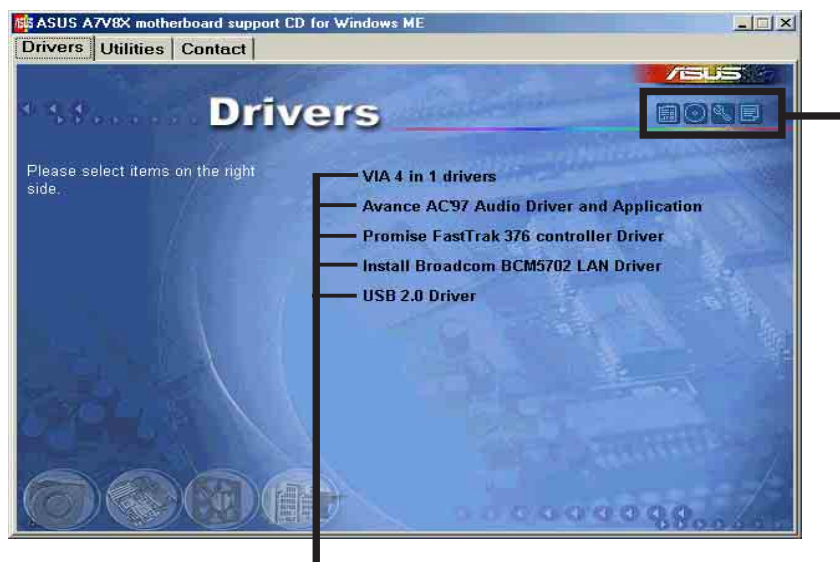 ASUS A7V8X motherboard support CD for Windows ME
Drivers Utilities Contact
ASUS
Drivers
Please select items on the right
side.
VIA 4 in 1 drivers
Avance AC'97 Audio Driver and Application
Promise FastTrak 376 controller Driver
Install Broadcom BCM5702 LAN Driver
USB 2.0 Driver